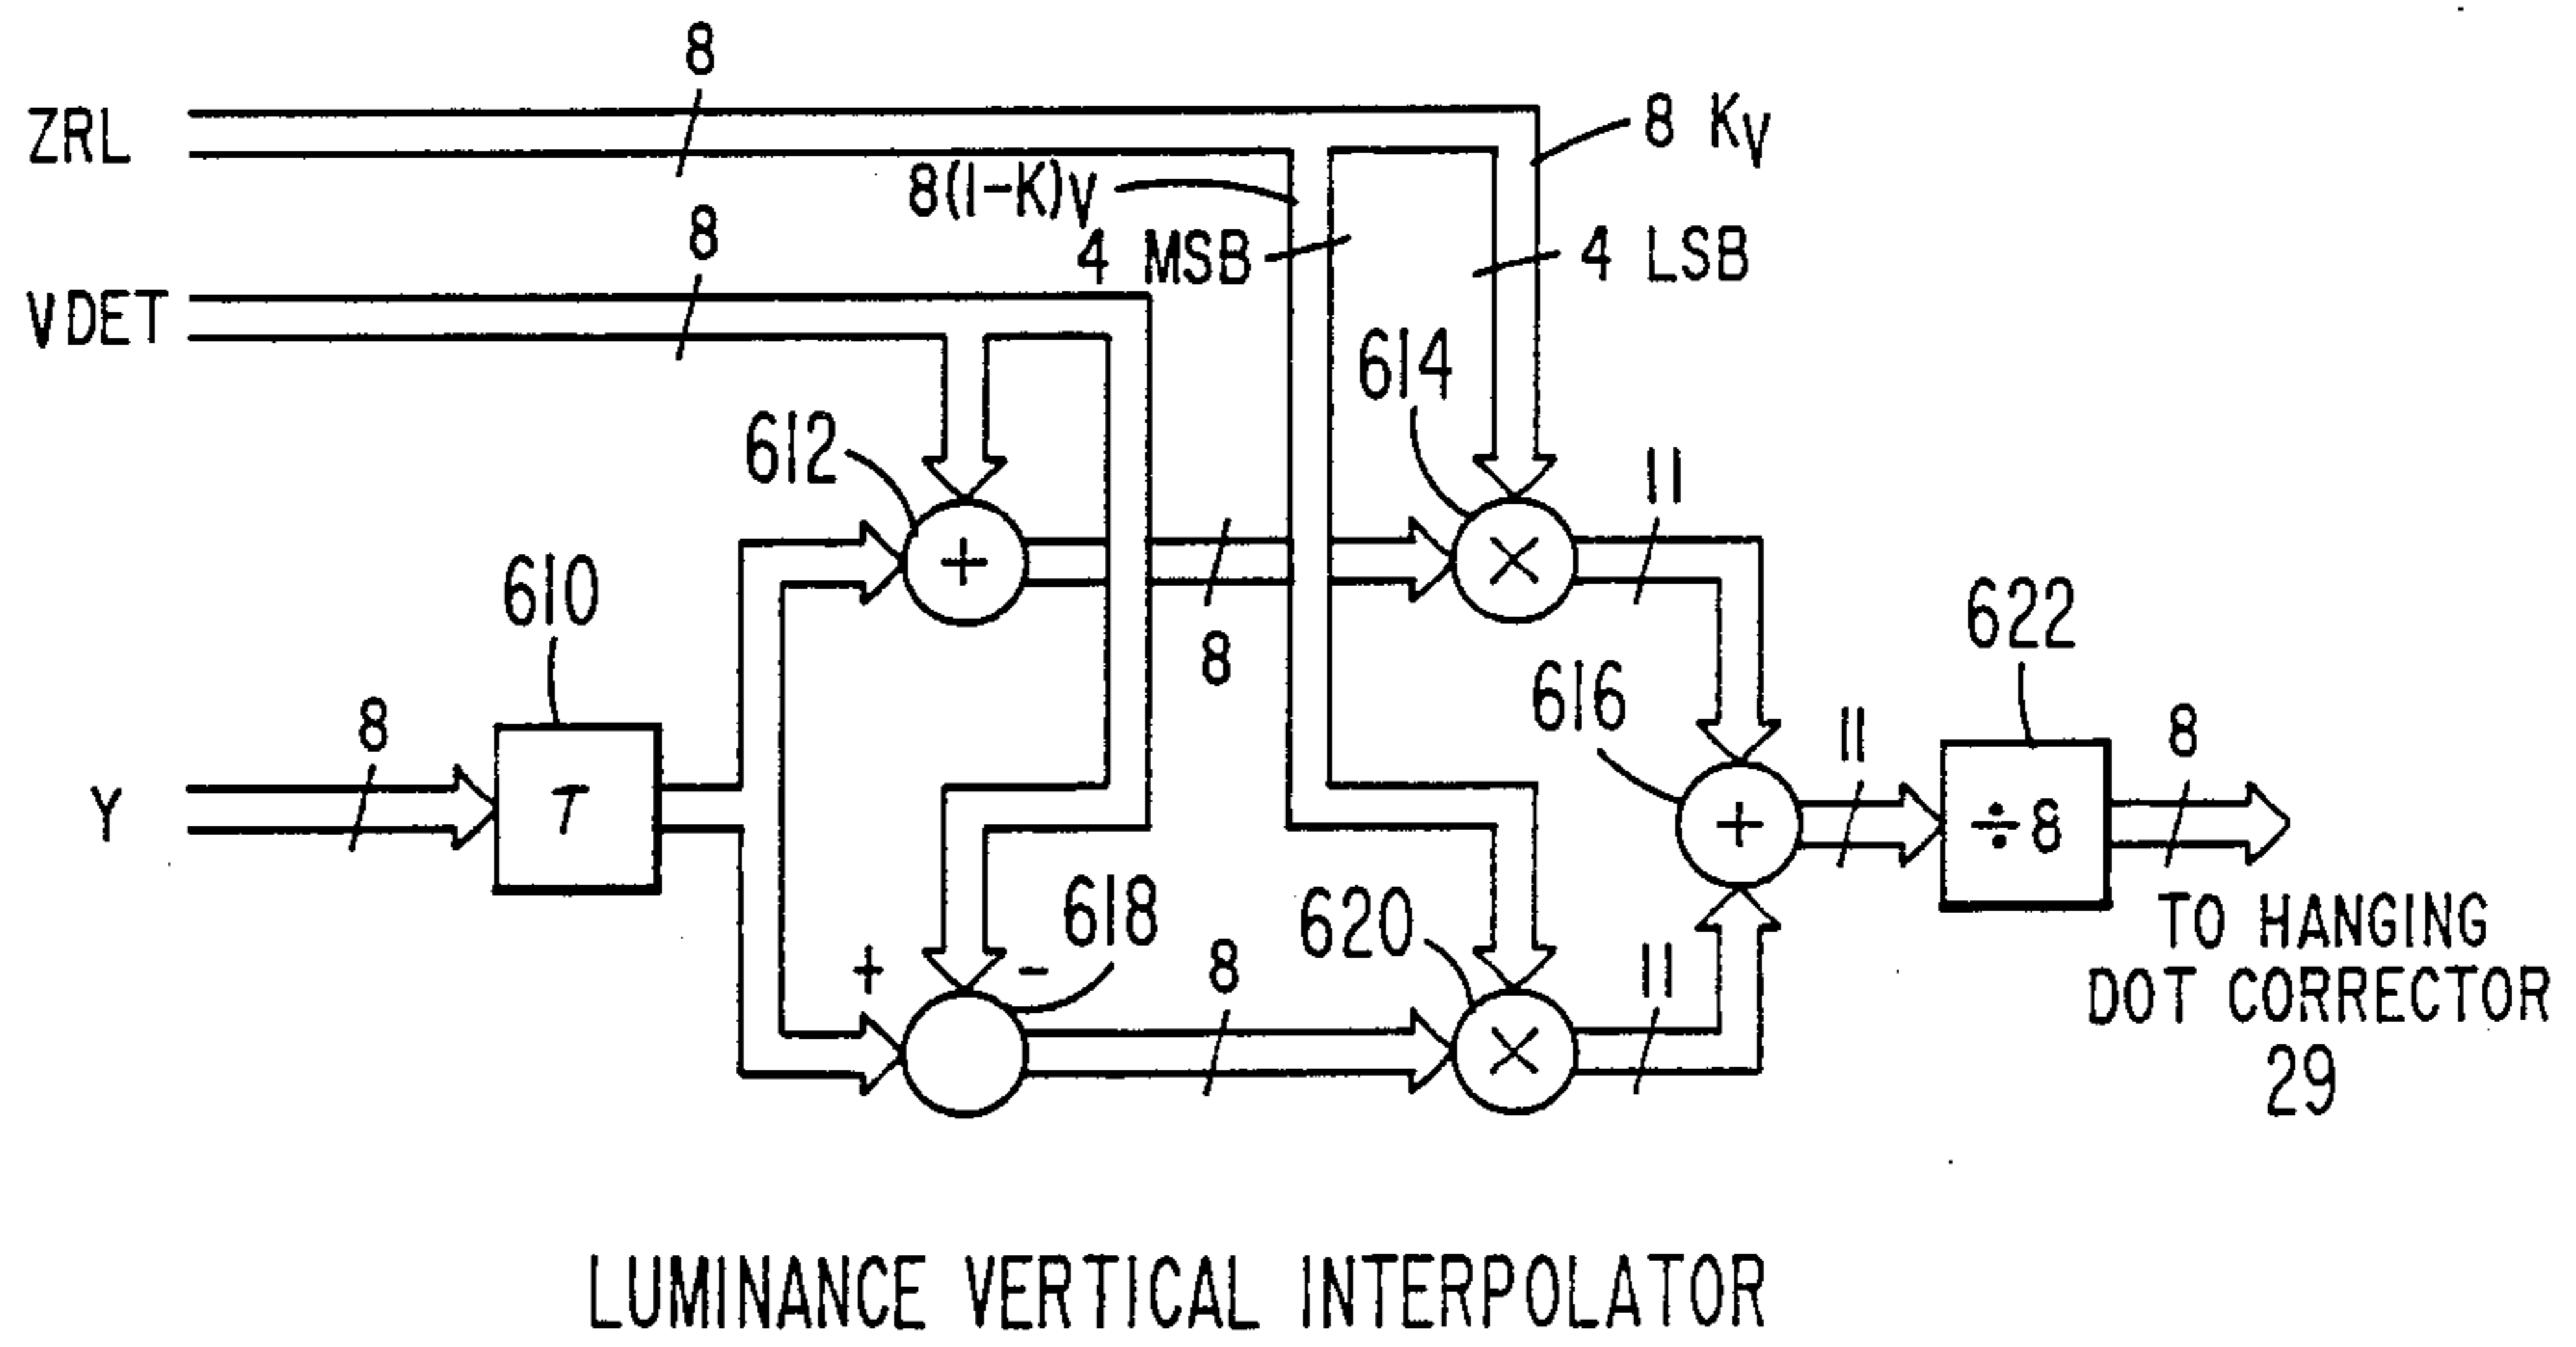 8
ZRL
8 KV
8(1-K)V
8
4 MSB
4 LSB
VDET
614
612
11
+
×
610
622
8
616
8
11
8
Y
T
+
÷8
618
620
8
+
-
11
×
TO HANGING
DOT CORRECTOR
29
LUMINANCE VERTICAL INTERPOLATOR